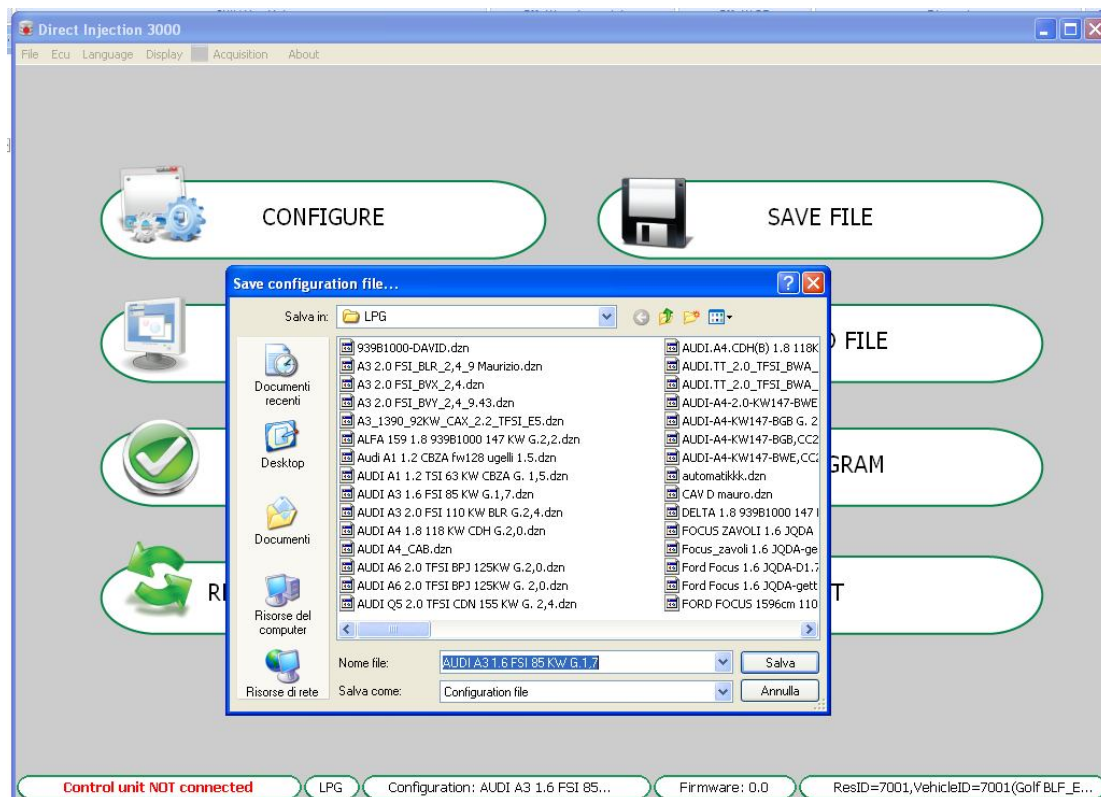 Direct Injection 3000
File Ecu Language Display Acquisition About
CONFIGURE
SAVE FILE
FILE
GRAM
Save configuration file...
Salva in:
LPG
Documenti recenti
Desktop
Documenti
Risorse del computer
Risorse di rete
939B1000-DAVID.dzn
A3 2.0 FSI_BLR_2,4_9 Maurizio.dzn
A3 2.0 FSI_BVX_2,4.dzn
A3 2.0 FSI_BVY_2,4_9.43.dzn
A3_1390_92KW_CAX_2.2_TFSI_E5.dzn
ALFA 159 1.8 939B1000 147 KW G.2,2.dzn
Audi A1 1.2 CBZA fw128 ugelli 1.5.dzn
AUDI A1 1.2 TSI 63 KW CBZA G. 1,5.dzn
AUDI A3 1.6 FSI 85 KW G.1,7.dzn
AUDI A3 2.0 FSI 110 KW BLR G.2,4.dzn
AUDI A4 1.8 118 KW CDH G.2,0.dzn
AUDI A4_CAB.dzn
AUDI A6 2.0 TFSI BPJ 125KW G.2,0.dzn
AUDI A6 2.0 TFSI BPJ 125KW G. 2,0.dzn
AUDI Q5 2.0 TFSI CDN 155 KW G. 2,4.dzn
AUDI.A4.CDH(B) 1.8 118K
AUDI.TT_2.0_TFSI_BWA_
AUDI.TT_2.0_TFSI_BWA_
AUDI-A4-2.0-KW147-BWE
AUDI-A4-KW147-BGB G. 2
AUDI-A4-KW147-BGB,CC2
AUDI-A4-KW147-BWE,CC2
automatikkk.dzn
CAV D mauro.dzn
DELTA 1.8 939B1000 147
FOCUS ZAVOLI 1.6 JQDA
Focus_zavoli 1.6 JQDA-ge
Ford Focus 1.6 JQDA-D1.7
Ford Focus 1.6 JQDA-gett
FORD FOCUS 1596cm 110
Nome file:
AUDI A3 1.6 FSI 85 KW G.1,7
Salva
Salva come:
Configuration file
Annulla
Control unit NOT connected
LPG
Configuration: AUDI A3 1.6 FSI 85...
Firmware: 0.0
ResID=7001,VehicleID=7001(Golf BLF_E...